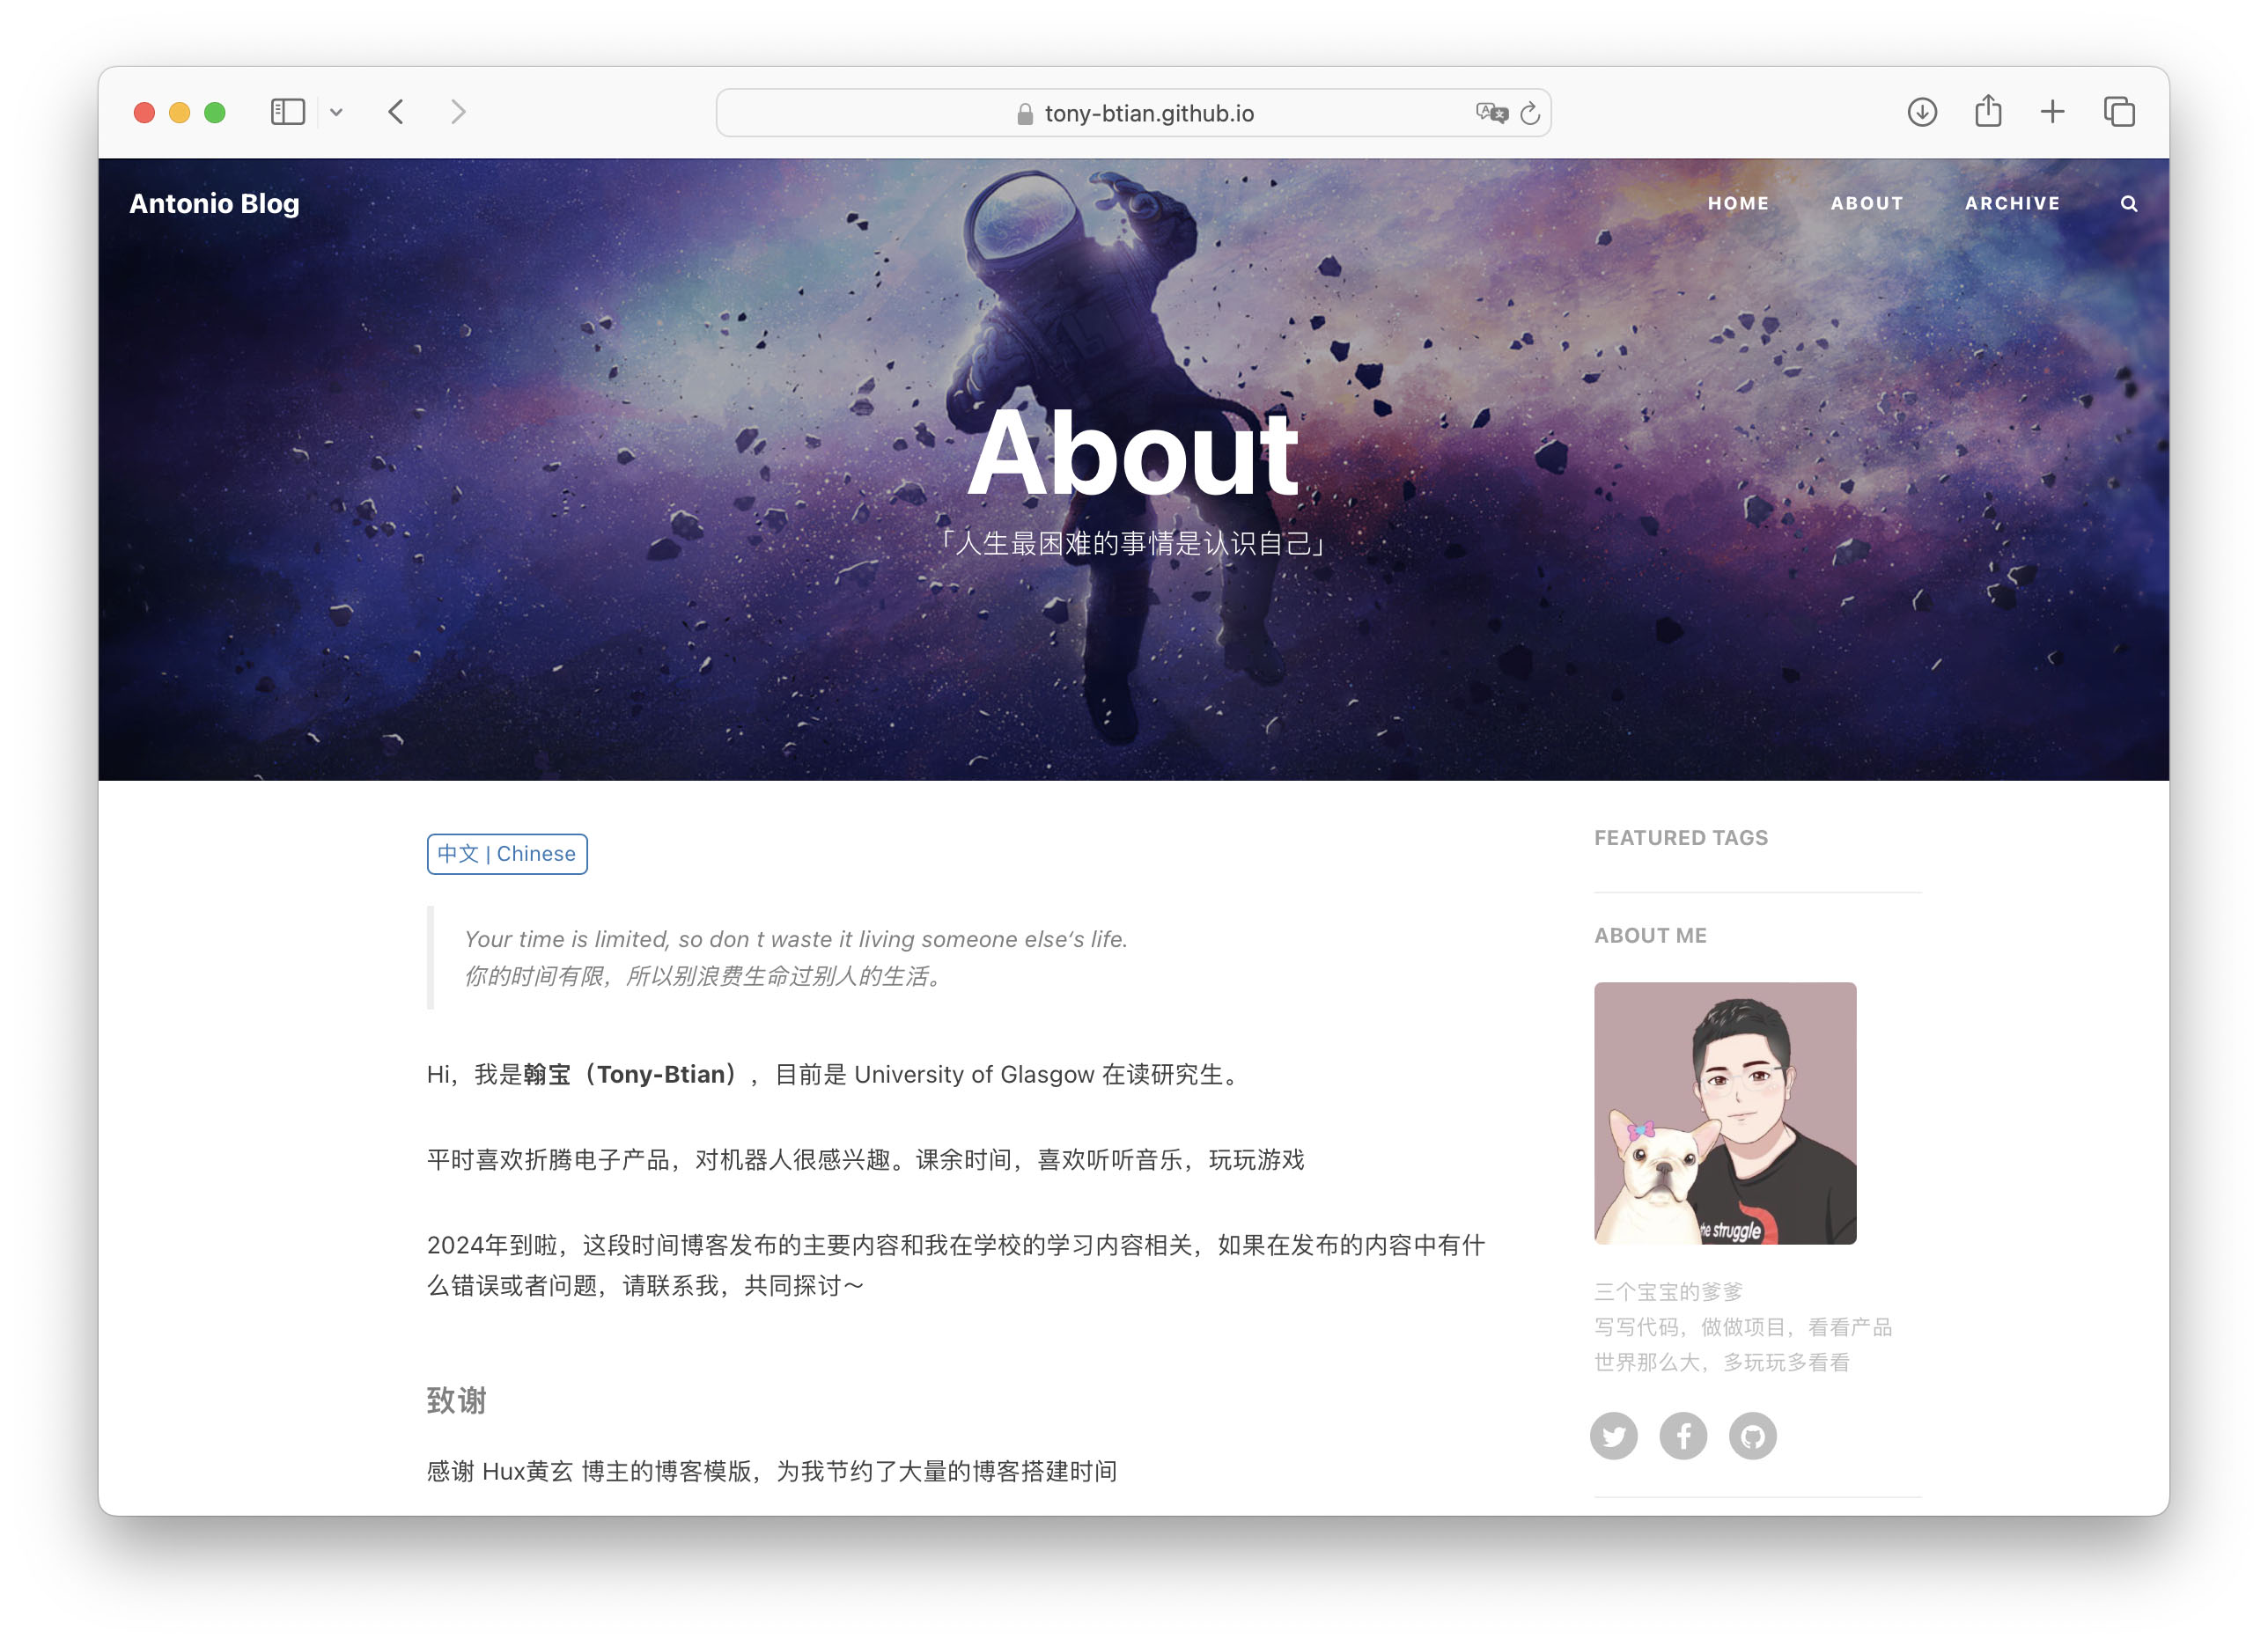 tony-btian.github.io
Antonio Blog
HOME
ABOUT
ARCHIVE
About
「人生最困难的事情是认识自己」
中文 | Chinese
Your time is limited, so don t waste it living someone else‘s life.
你的时间有限，所以别浪费生命过别人的生活。
Hi，我是翰宝（Tony-Btian），目前是 University of Glasgow 在读研究生。
平时喜欢折腾电子产品，对机器人很感兴趣。课余时间，喜欢听听音乐，玩玩游戏
2024年到啦，这段时间博客发布的主要内容和我在学校的学习内容相关，如果在发布的内容中有什
么错误或者问题，请联系我，共同探讨～
致谢
感谢 Hux黄玄 博主的博客模版，为我节约了大量的博客搭建时间
FEATURED TAGS
ABOUT ME
he struggle
三个宝宝的爹爹
写写代码，做做项目，看看产品
世界那么大，多玩玩多看看